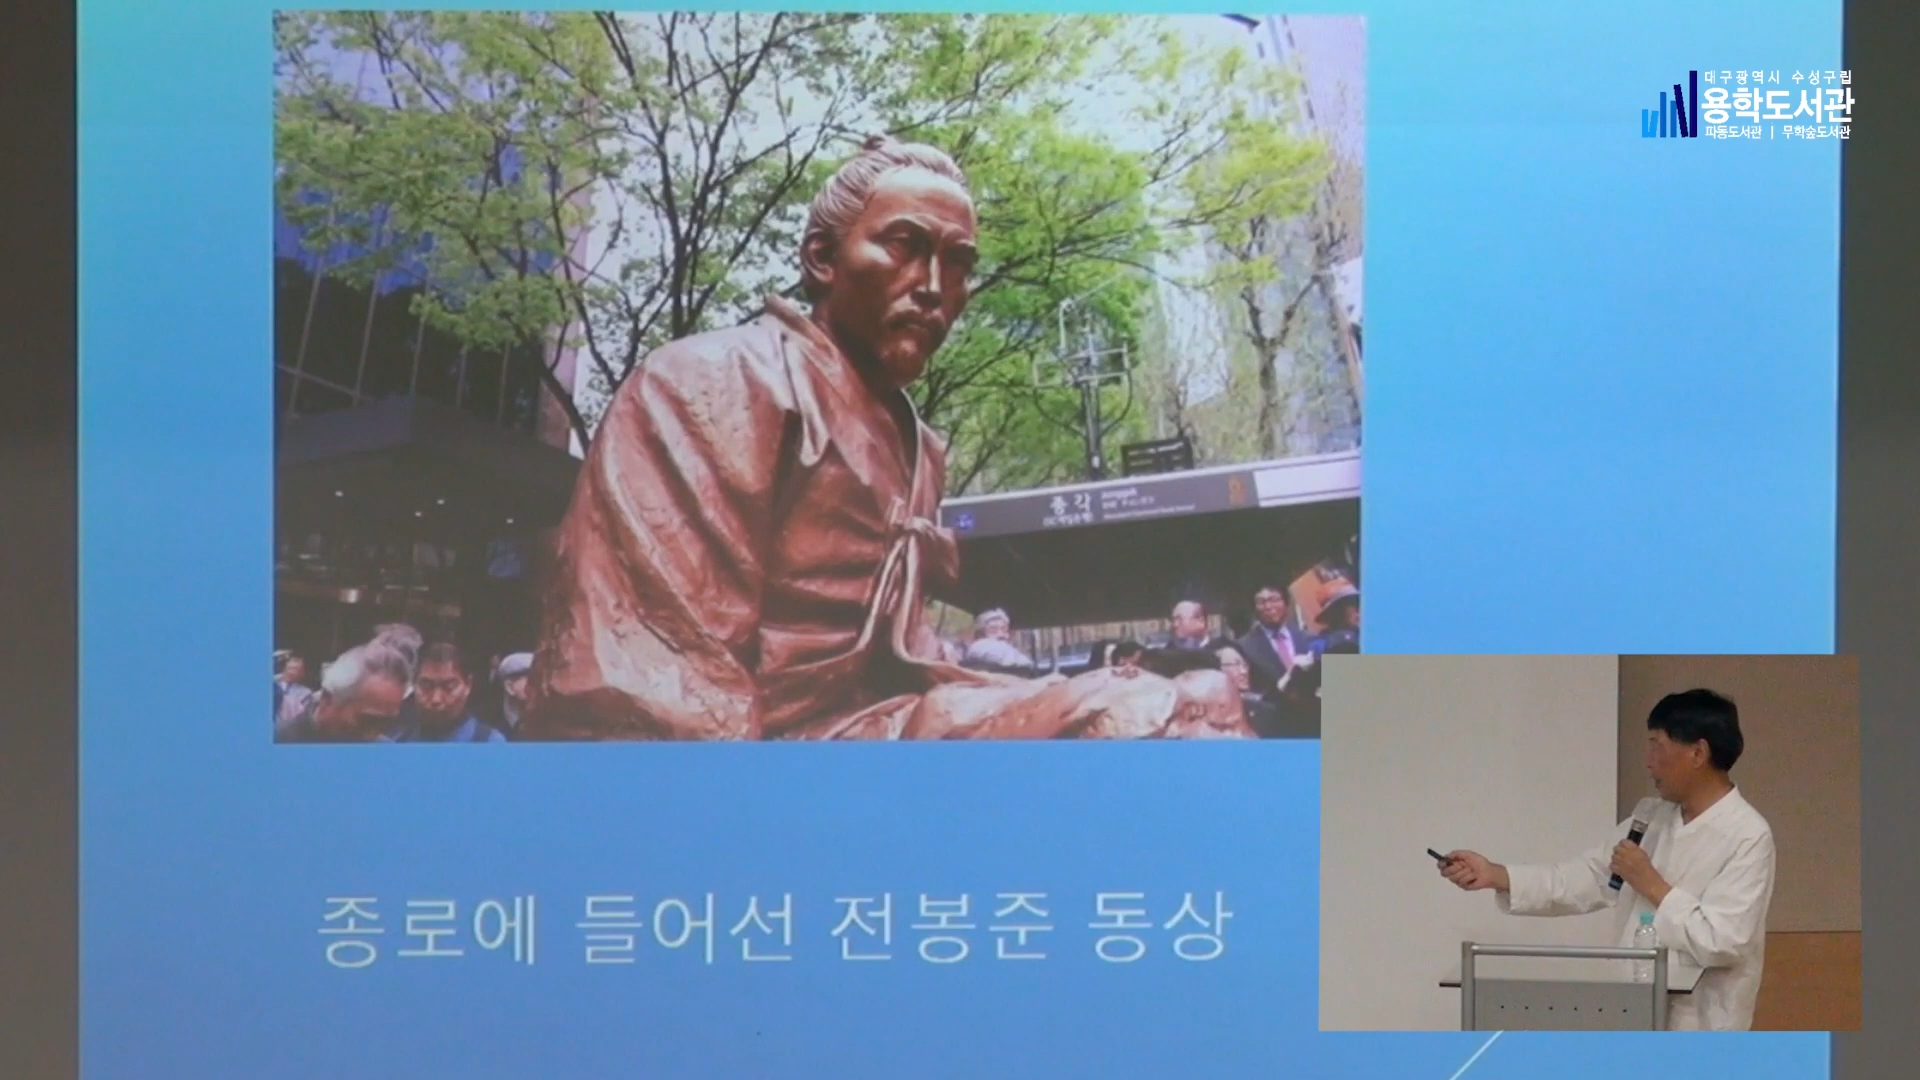 대구광역시 수성구립
용학도서관
파동도서관 | 무학숲도서관
종각
종로에 들어선 전봉준 동상